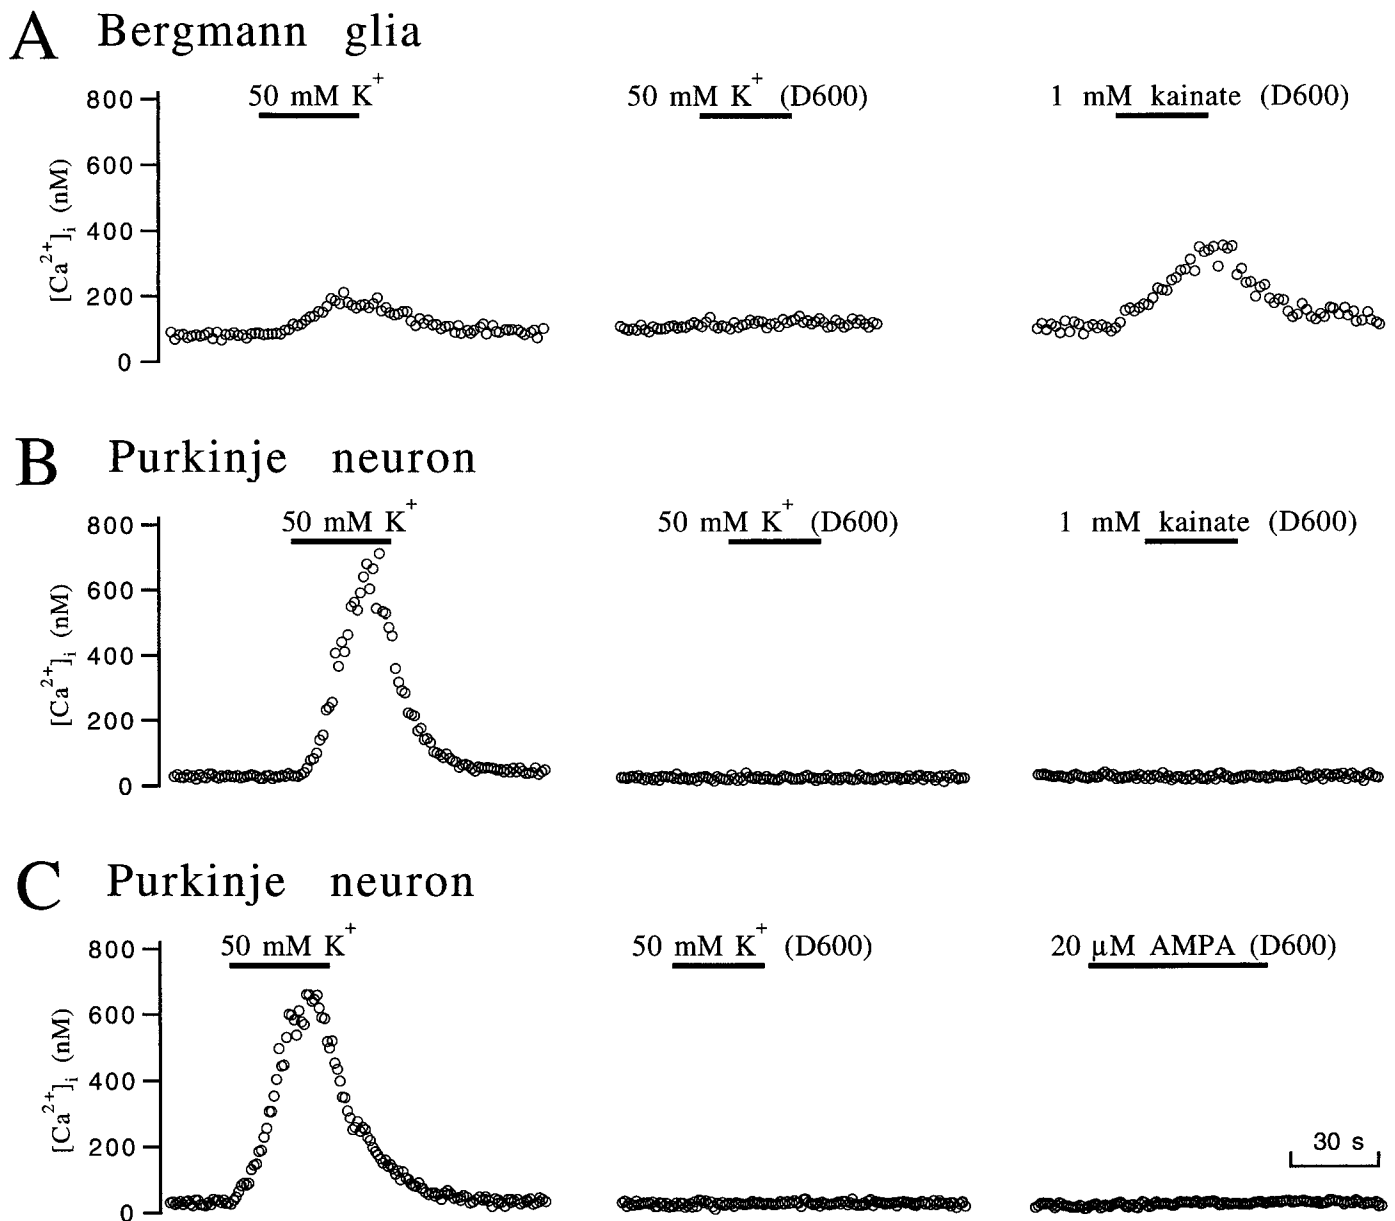 A Bergmann glia
50 mM K+
50 mM K+ (D600)
1 mM kainate (D600)
800
600
400
200
0
[Ca2+]i (nM)
B Purkinje neuron
50 mM K+
50 mM K+ (D600)
1 mM kainate (D600)
800
600
400
200
0
[Ca2+]i (nM)
C Purkinje neuron
50 mM K+
50 mM K+ (D600)
20 µM AMPA (D600)
800
600
400
200
0
[Ca2+]i (nM)
30 s